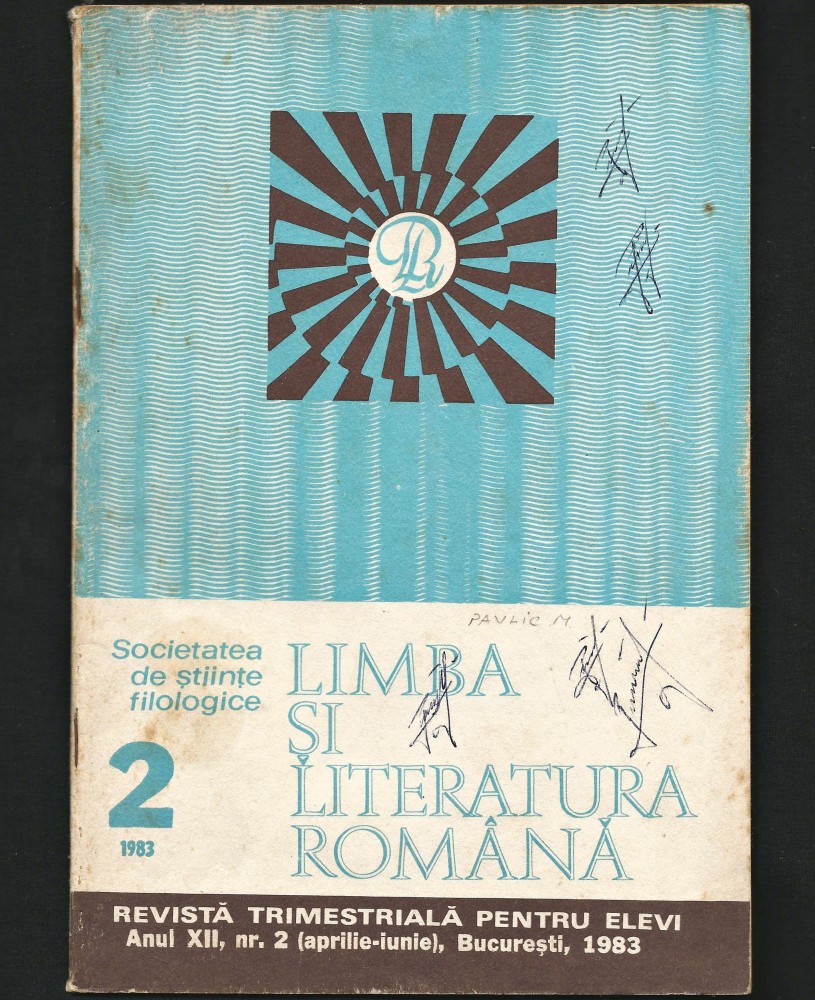 PAVLIC M.
Societatea
de științe
filologice
2
1983
LIMBA
ȘI
LITERATURA
ROMÂNĂ
REVISTĂ TRIMESTRIALĂ PENTRU ELEVI
Anul XII, nr. 2 (aprilie-iunie), București, 1983